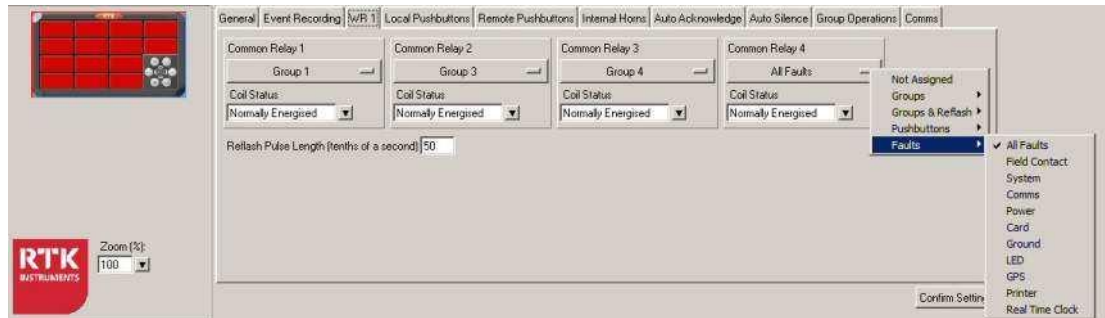 General Event Recording WR 1 Local Pushbuttons Remote Pushbuttons Internal Horns Auto Acknowledge Auto Silence Group Operations Comms
Common Relay 1 Common Relay 2 Common Relay 3 Common Relay 4
Group 1 Group 3 Group 4 All Faults
Coil Status Coil Status Coil Status Coil Status
Normally Energised Normally Energised Normally Energised Normally Energised
Reflash Pulse Length (tenths of a second) 50
Not Assigned
Groups
Groups & Reflash
Pushbuttons
Faults
All Faults
Field Contact
System
Comms
Power
Card
Ground
LED
GPS
Printer
Real Time Clock
RTK
INSTRUMENTS
Zoom (%):
100
Confirm Settin